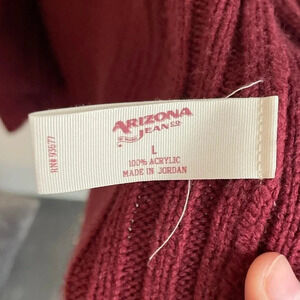 ARIZONA
JEAN CO
L
100% ACRYLIC
MADE IN JORDAN
RN# 93677